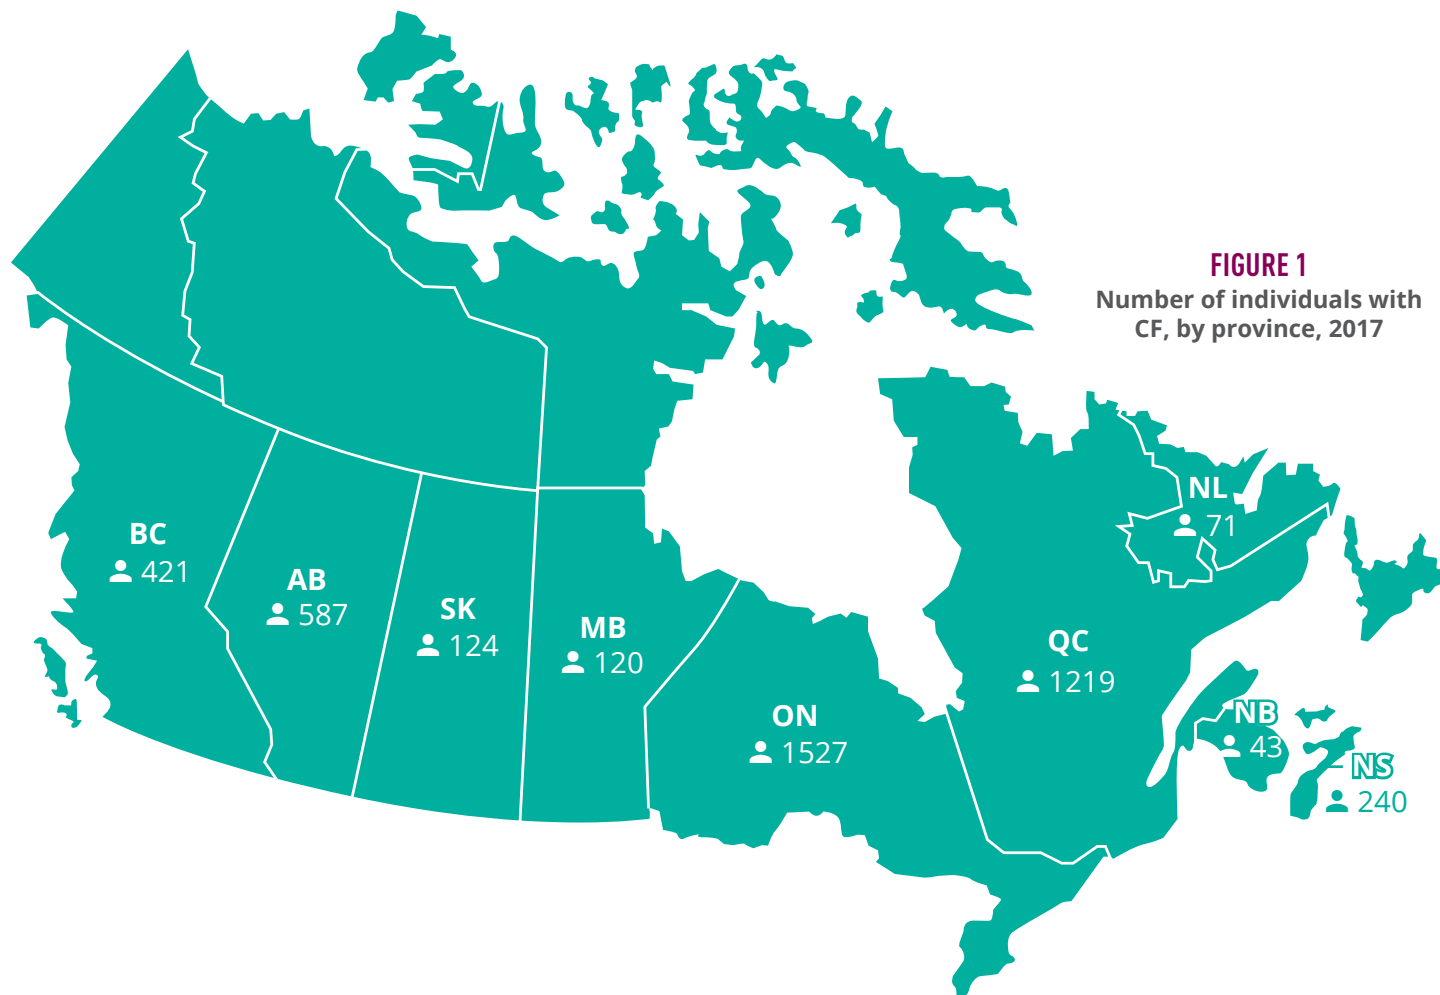 FIGURE 1
Number of individuals with
CF, by province, 2017
BC
421
AB
587
SK
124
MB
120
ON
1527
QC
1219
NL
71
NB
43
NS
240